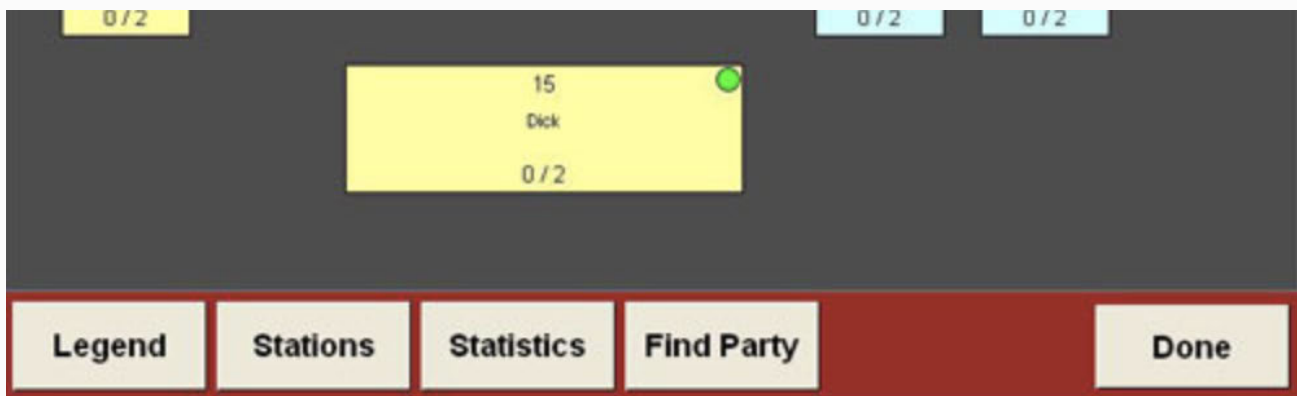 0 / 2
0 / 2
0 / 2
15
Dick
0 / 2
Legend
Stations
Statistics
Find Party
Done